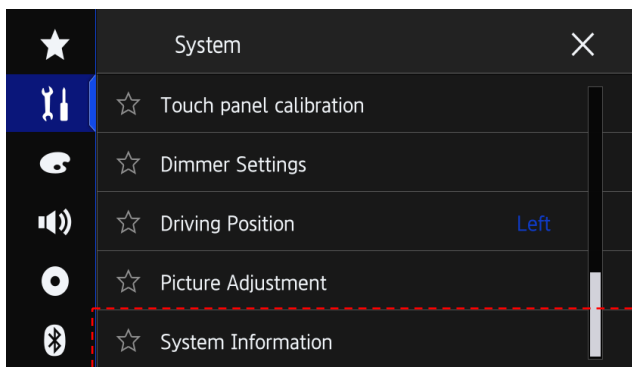 System
Touch panel calibration
Dimmer Settings
Driving Position Left
Picture Adjustment
System Information